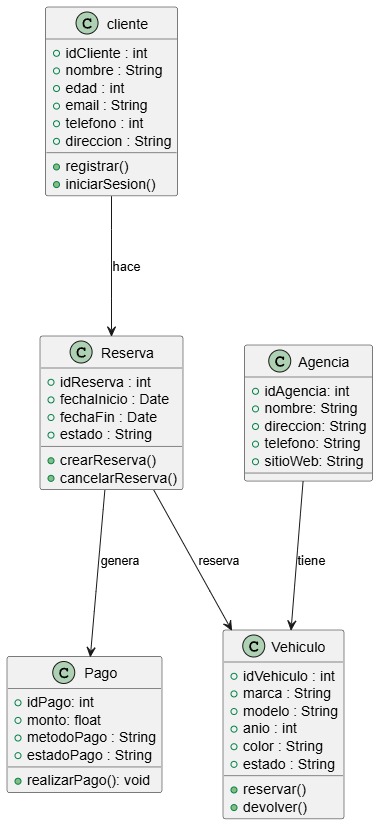 C cliente
idCliente : int
nombre : String
edad : int
email : String
telefono : int
direccion : String
registrar()
iniciarSesion()
hace
C Reserva
idReserva : int
fechaInicio : Date
fechaFin : Date
estado : String
crearReserva()
cancelarReserva()
C Agencia
idAgencia: int
nombre: String
direccion: String
telefono: String
sitioWeb: String
genera
reserva
tiene
C Pago
idPago: int
monto: float
metodoPago : String
estadoPago : String
realizarPago(): void
C Vehiculo
idVehiculo : int
marca : String
modelo : String
anio : int
color : String
estado : String
reservar()
devolver()